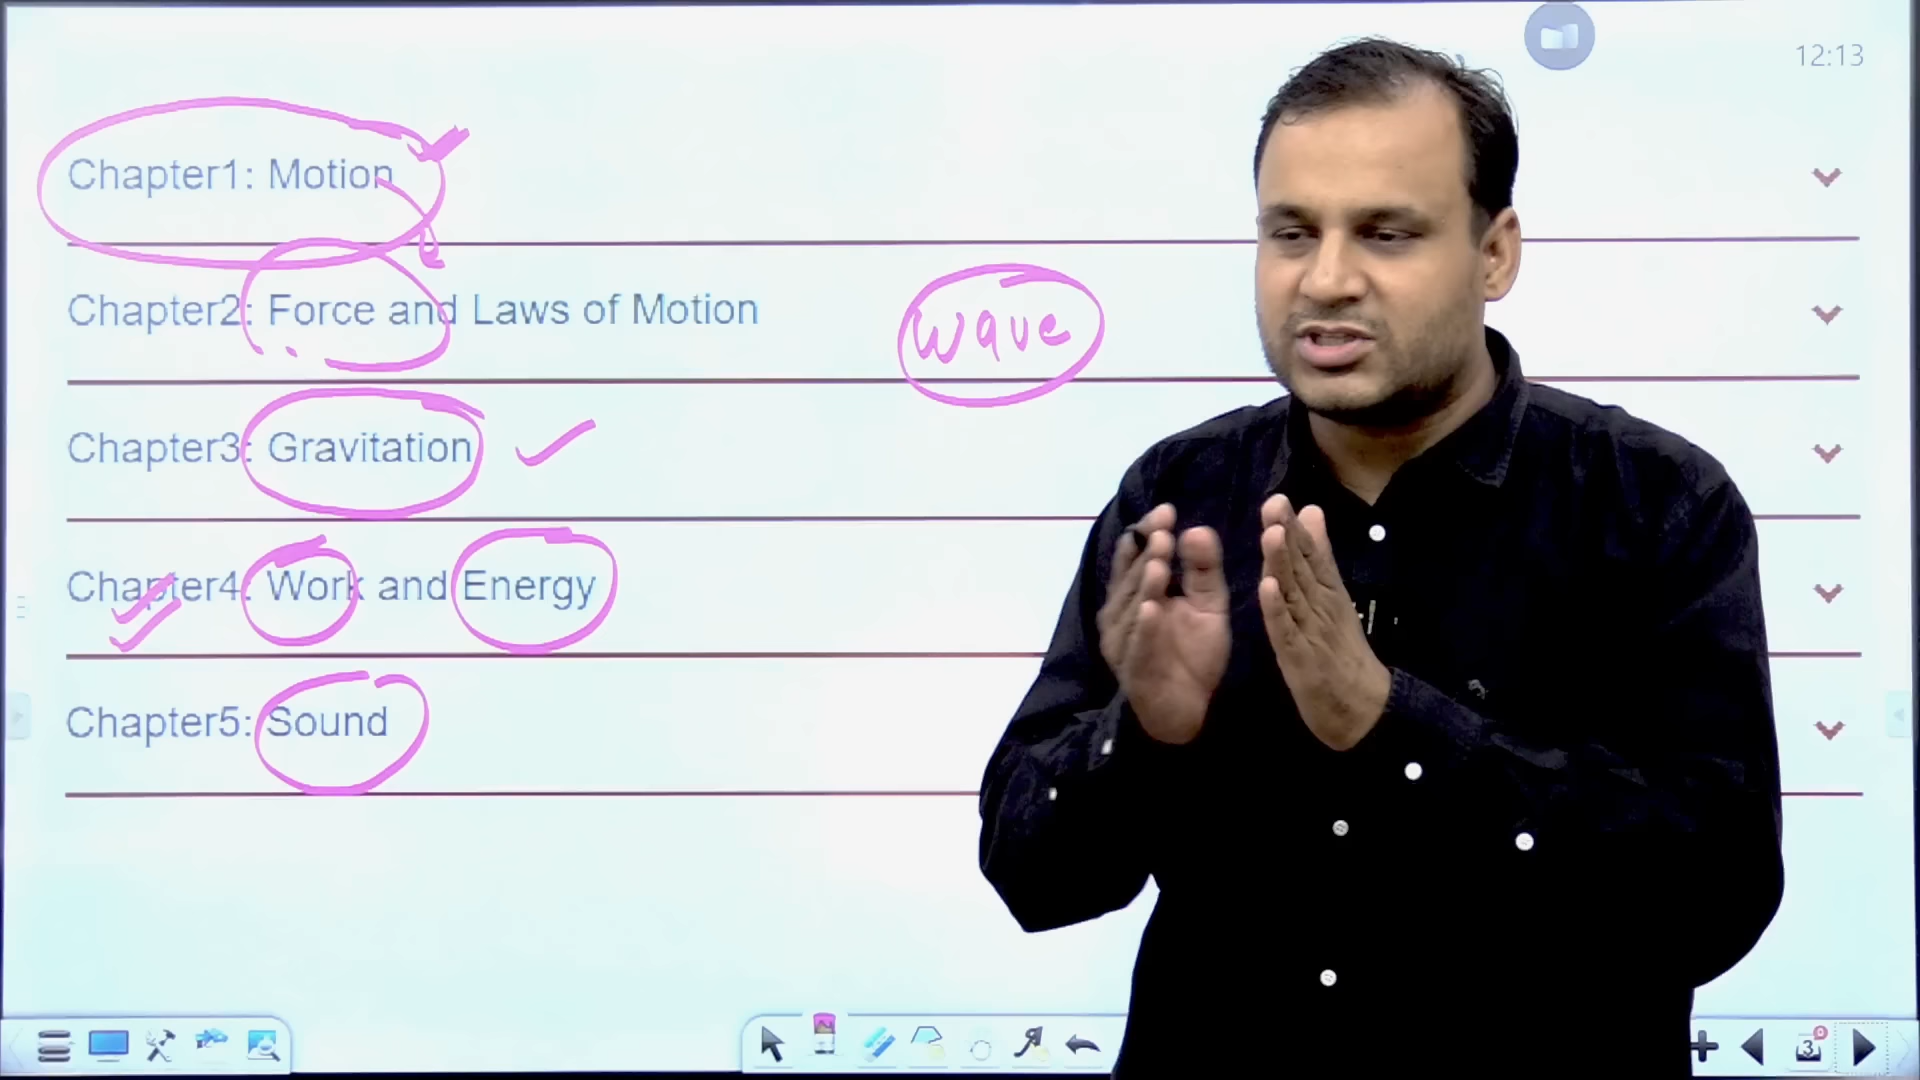 12:13
Chapter1: Motion
Chapter2: Force and Laws of Motion
wave
Chapter3: Gravitation
Chapter4: Work and Energy
Chapter5: Sound
3